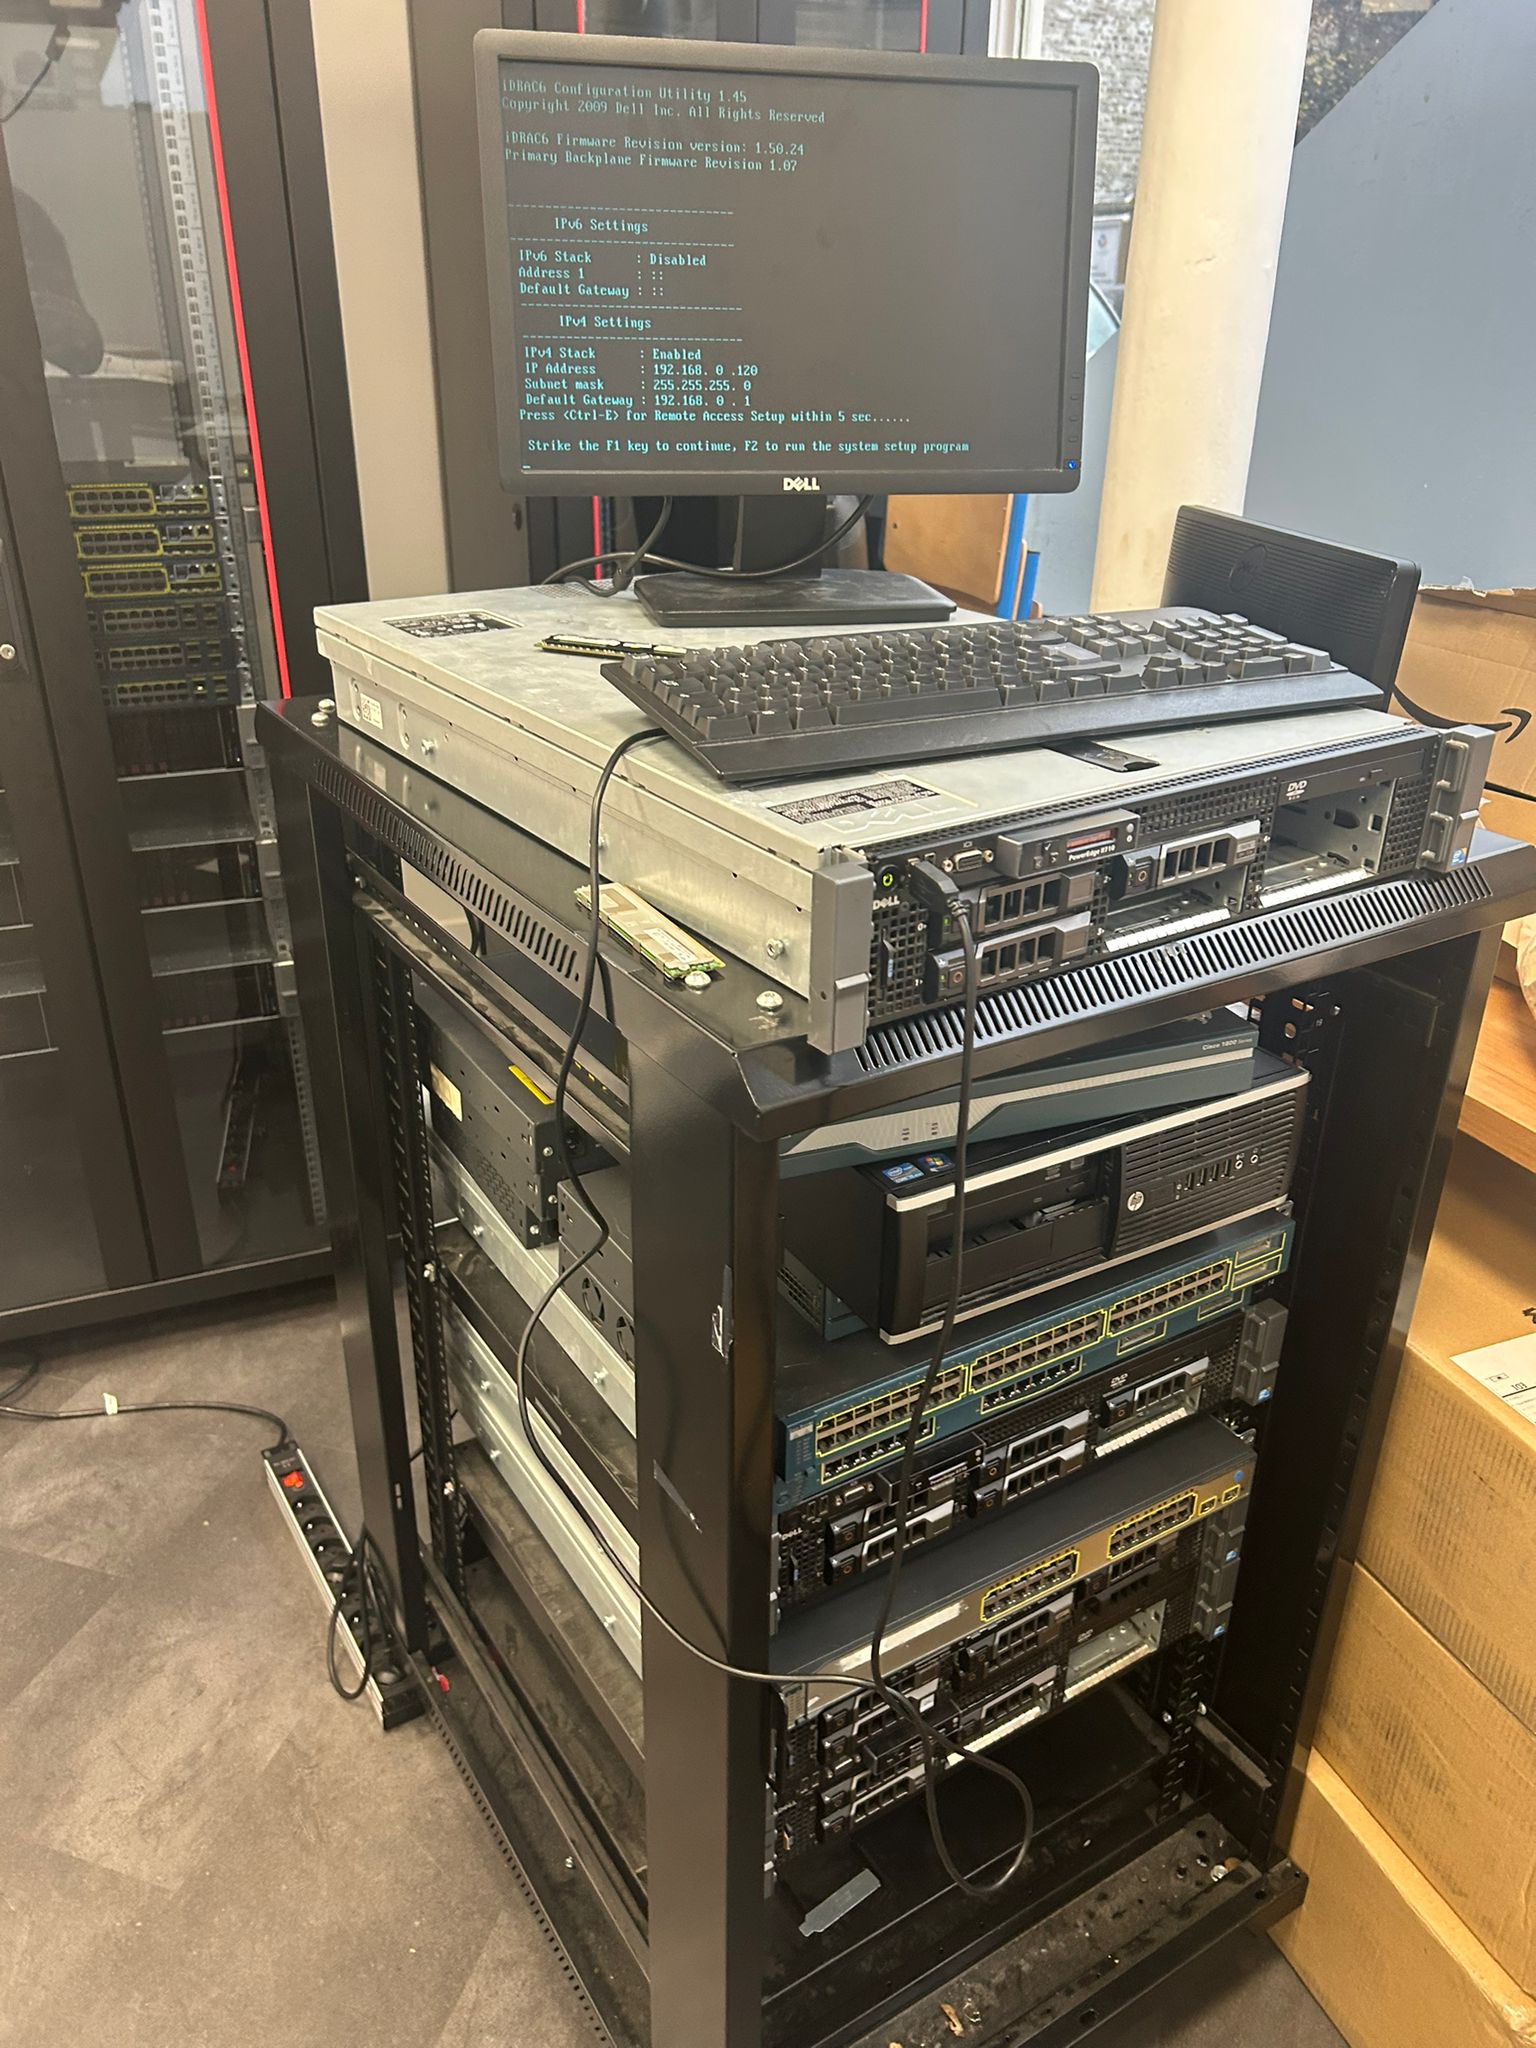 iDRAC6 Configuration Utility 1.45
Copyright 2009 Dell Inc. All Rights Reserved
iDRAC6 Firmware Revision version: 1.50.24
Primary Backplane Firmware Revision 1.07
------------------------------
IPv6 Settings
------------------------------
IPv6 Stack : Disabled
Address 1 : ::
Default Gateway : ::
------------------------------
IPv4 Settings
------------------------------
IPv4 Stack : Enabled
IP Address : 192.168. 0 .120
Subnet mask : 255.255.255. 0
Default Gateway : 192.168. 0 . 1
Press <Ctrl-E> for Remote Access Setup within 5 sec......
Strike the F1 key to continue, F2 to run the system setup program
DELL
DVD
PowerEdge R710
DELL
Cisco 1800 Series
hp
DVD
DELL